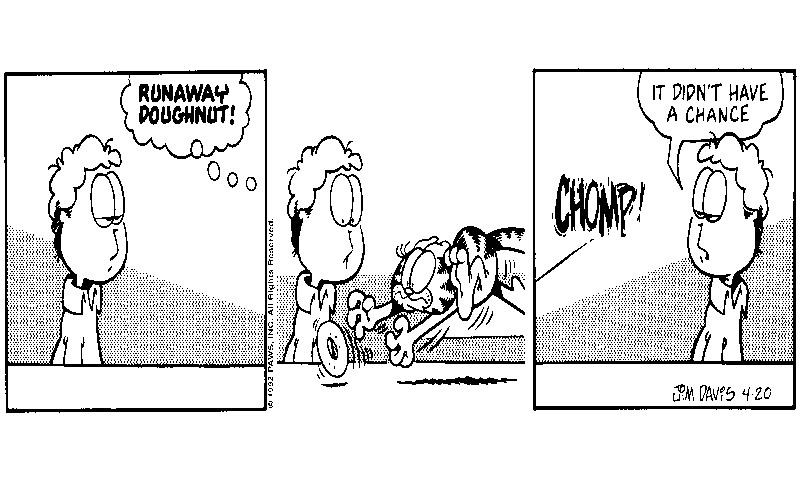 RUNAWAY
DOUGHNUT!
© 1992 PAWS, INC. All Rights Reserved.
CHOMP!
IT DIDN'T HAVE
A CHANCE
JIM DAVIS 4·20